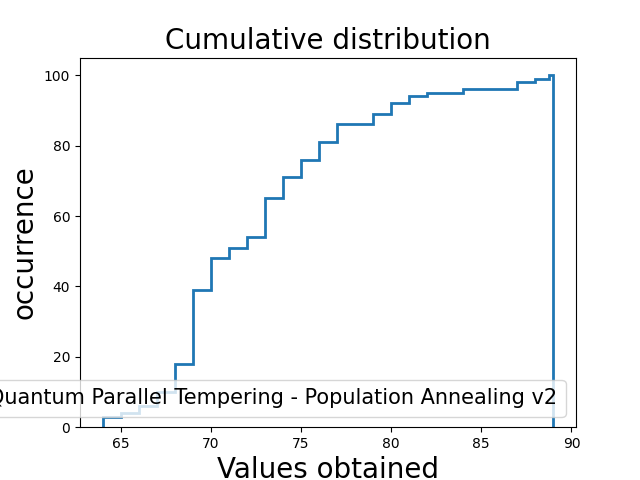 Cumulative distribution
100
80
60
40
20
0
occurrence
Quantum Parallel Tempering - Population Annealing v2
65 70 75 80 85 90
Values obtained